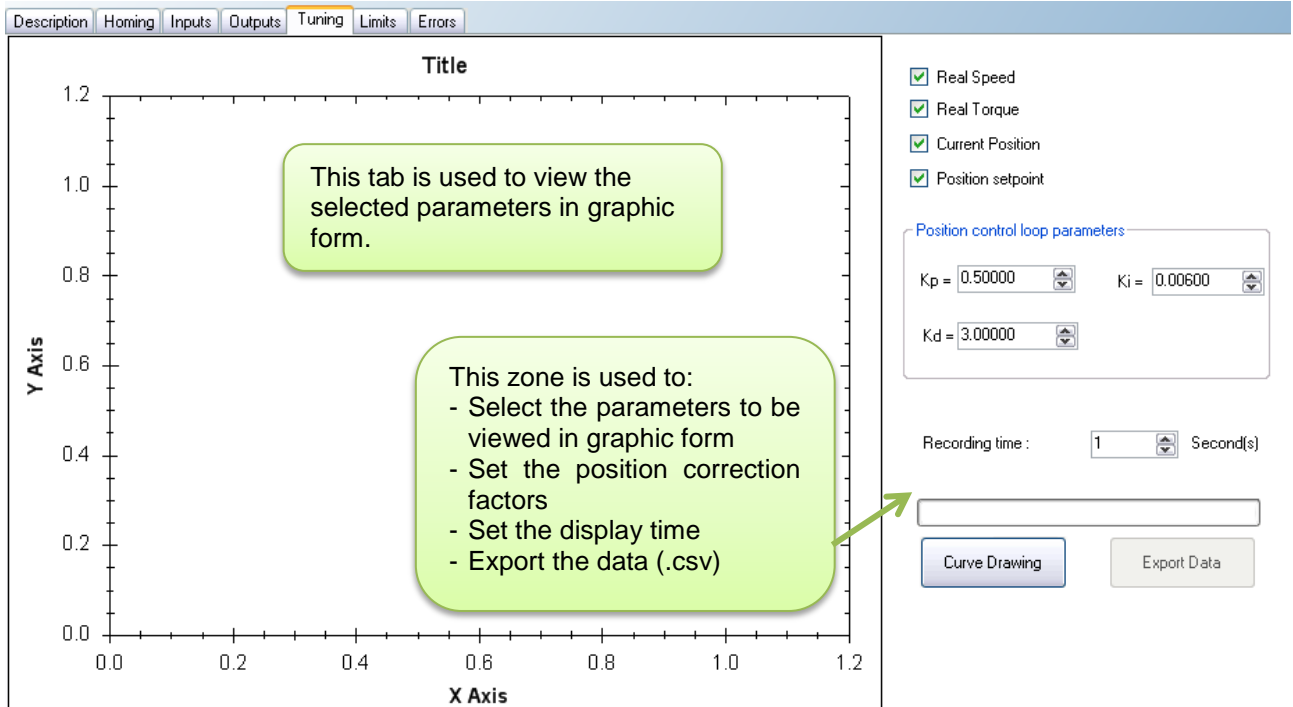 Description Homing Inputs Outputs Tuning Limits Errors
Title
1.2
1.0
0.8
0.6
0.4
0.2
0.0
Y Axis
0.0 0.2 0.4 0.6 0.8 1.0 1.2
X Axis
This tab is used to view the
selected parameters in graphic
form.
This zone is used to:
- Select the parameters to be
viewed in graphic form
- Set the position correction
factors
- Set the display time
- Export the data (.csv)
Real Speed
Real Torque
Current Position
Position setpoint
Position control loop parameters
Kp = 0.50000 Ki = 0.00600
Kd = 3.00000
Recording time : 1 Second(s)
Curve Drawing Export Data